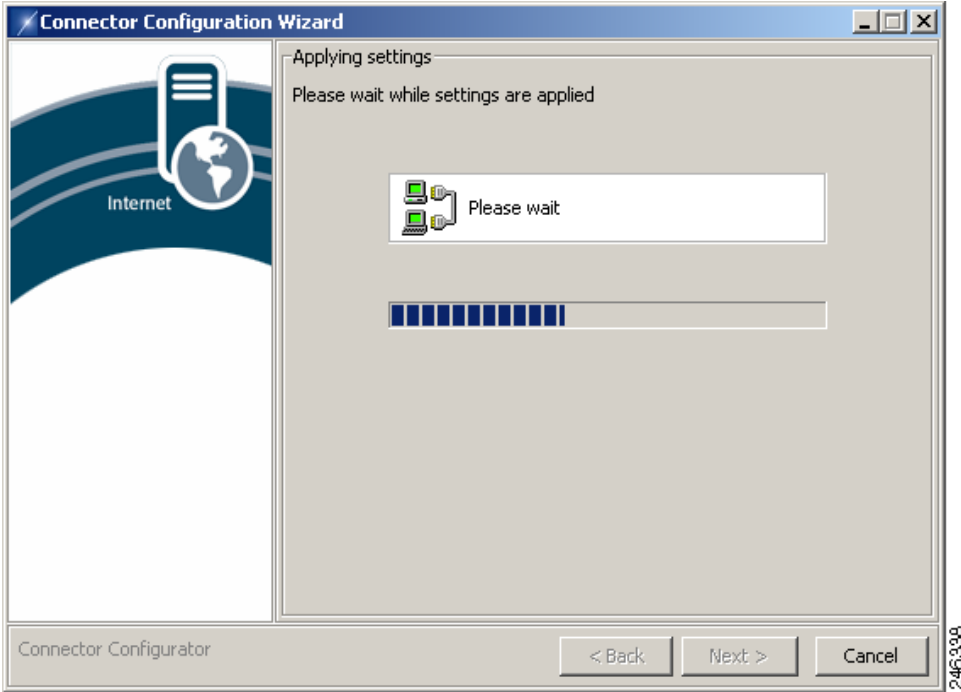 Connector Configuration Wizard
Applying settings
Please wait while settings are applied
Internet
Please wait
Connector Configurator
< Back
Next >
Cancel
246338